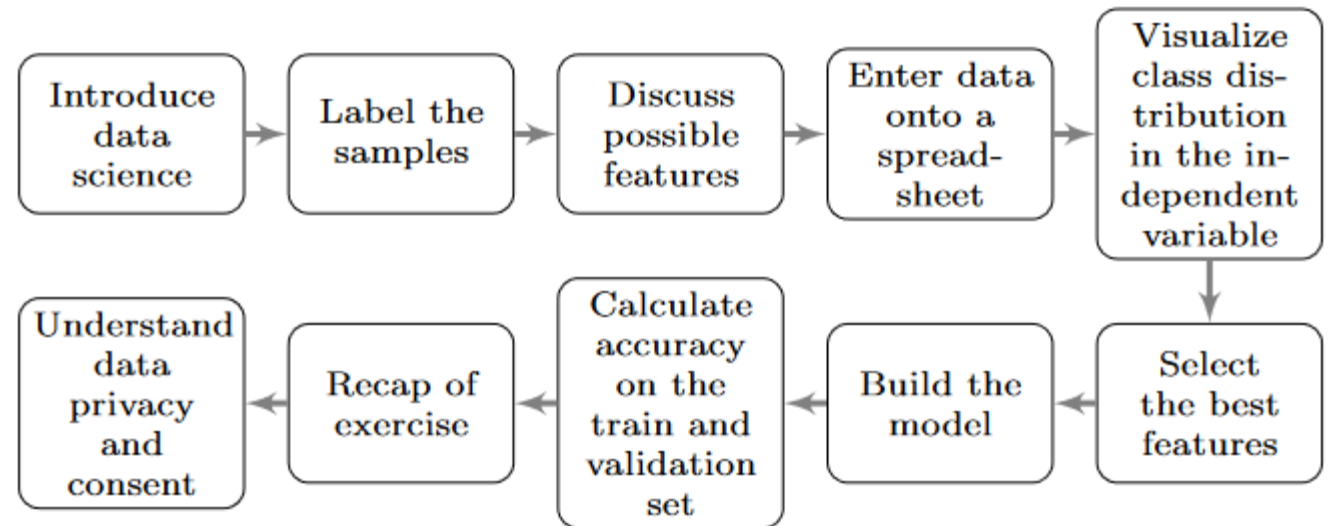 Introduce
data
science
Label the
samples
Discuss
possible
features
Enter data
onto a
spread-
sheet
Visualize
class dis-
tribution
in the in-
dependent
variable
Select
the best
features
Build the
model
Calculate
accuracy
on the
train and
validation
set
Recap of
exercise
Understand
data
privacy
and
consent